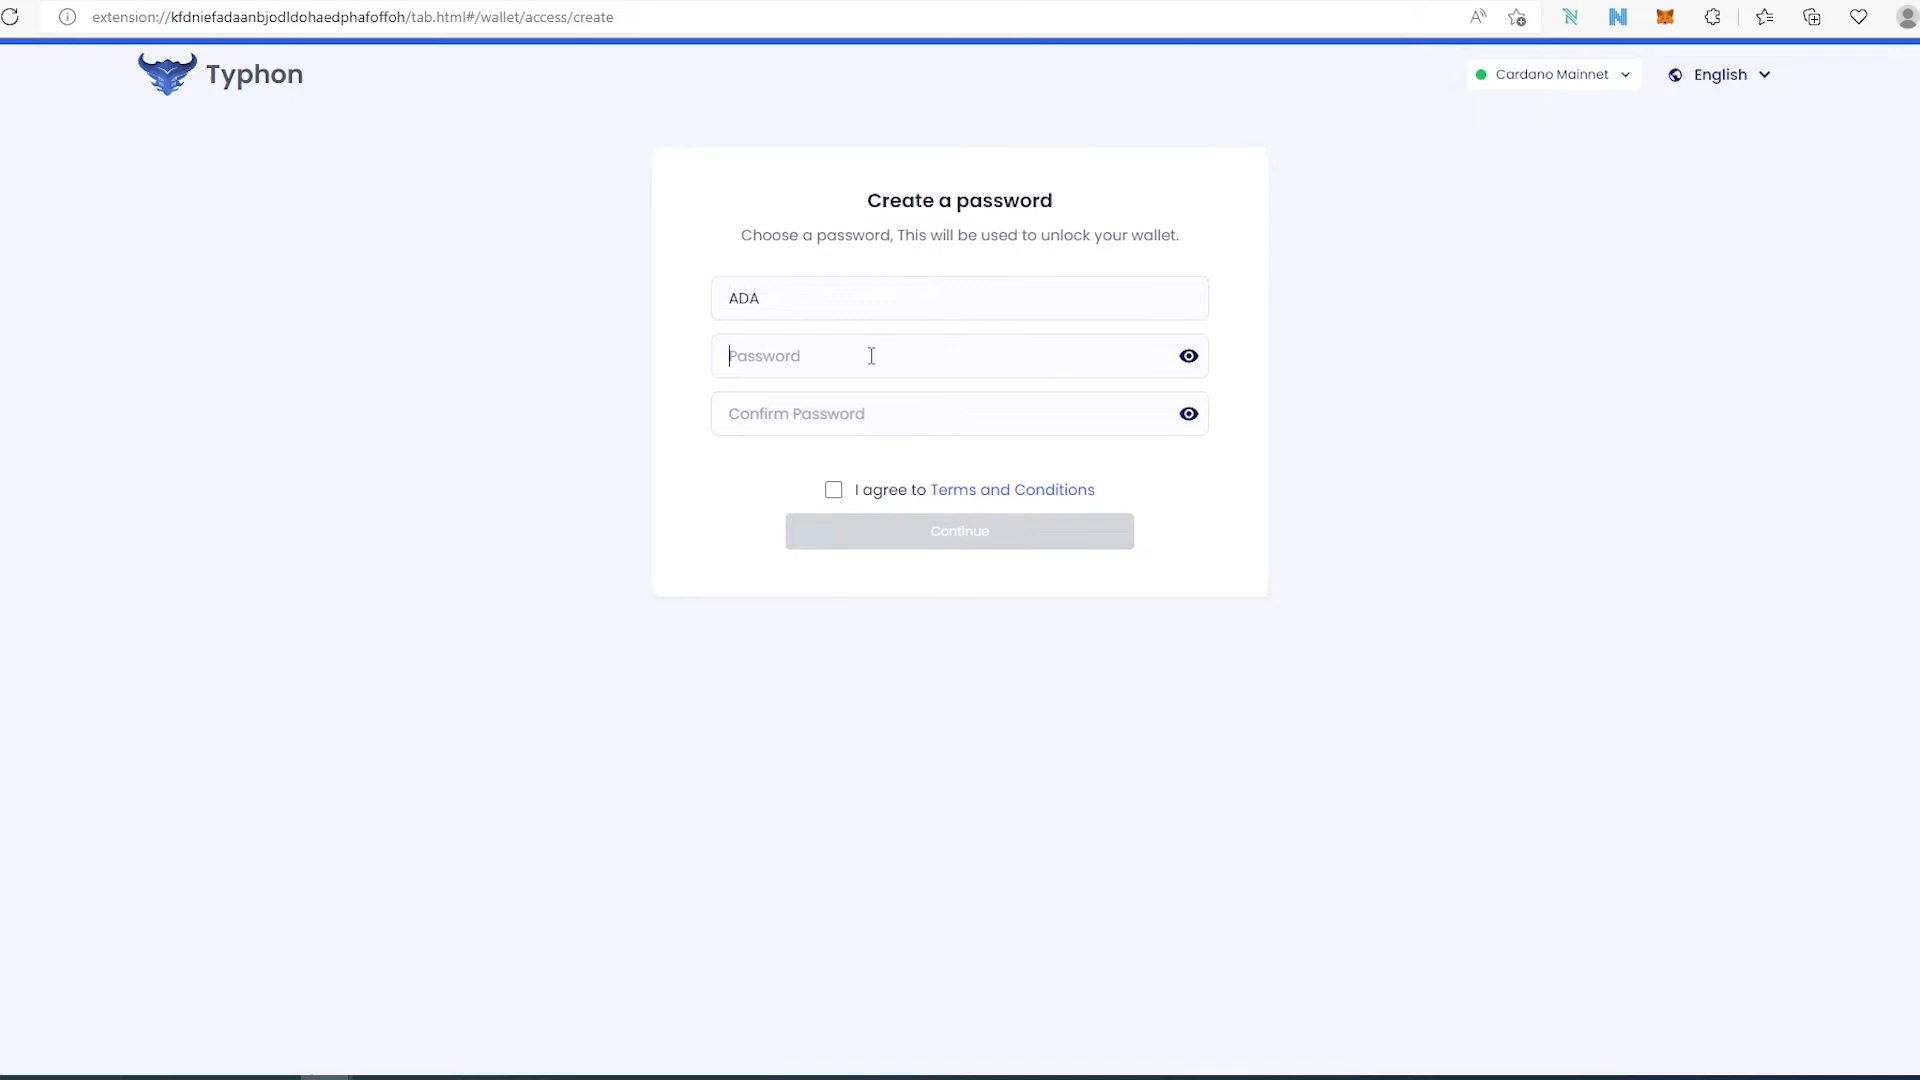 extension://kfdniefadaanbjodldohaedphafoffoh/tab.html#/wallet/access/create
Typhon
Cardano Mainnet
English
Create a password
Choose a password, This will be used to unlock your wallet.
ADA
Password
Confirm Password
I agree to Terms and Conditions
Continue